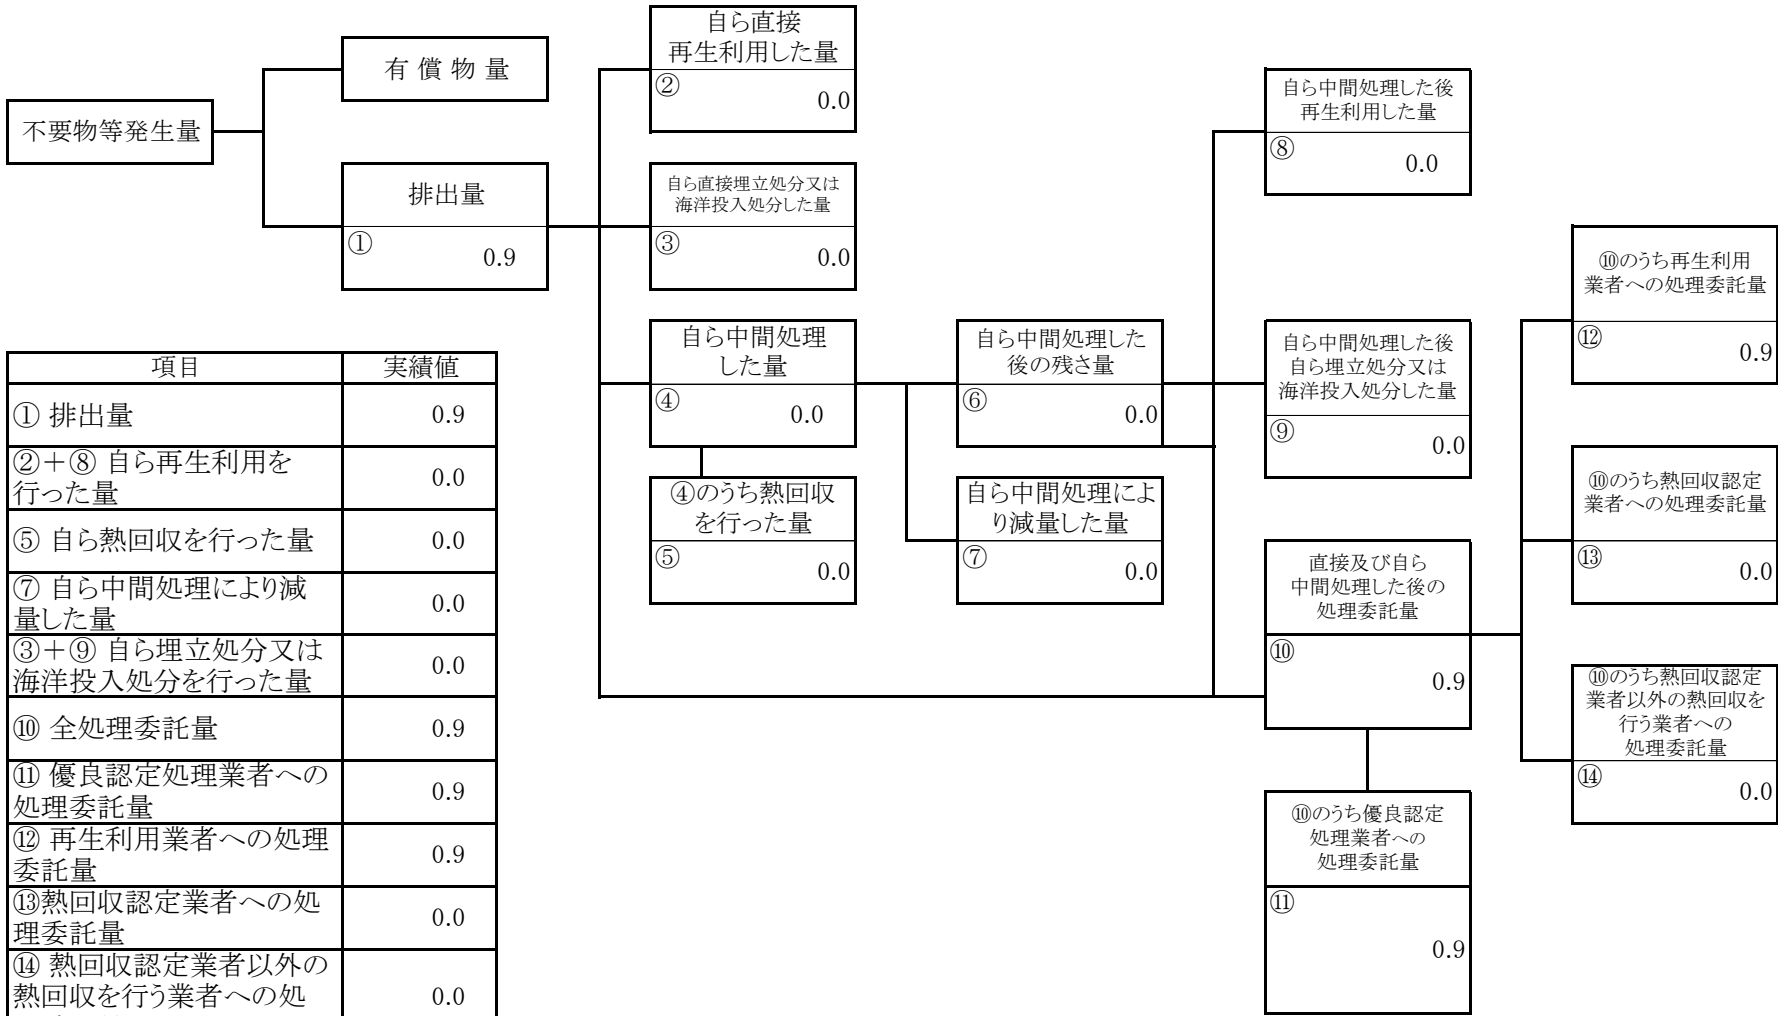 不要物等発生量
有 償 物 量
排出量
①
0.9
自ら直接
再生利用した量
②
0.0
自ら直接埋立処分又は
海洋投入処分した量
③
0.0
自ら中間処理
した量
④
0.0
④のうち熱回収
を行った量
⑤
0.0
自ら中間処理した
後の残さ量
⑥
0.0
自ら中間処理によ
り減量した量
⑦
0.0
自ら中間処理した後
再生利用した量
⑧
0.0
自ら中間処理した後
自ら埋立処分又は
海洋投入処分した量
⑨
0.0
直接及び自ら
中間処理した後の
処理委託量
⑩
0.9
⑩のうち優良認定
処理業者への
処理委託量
⑪
0.9
⑩のうち再生利用
業者への処理委託量
⑫
0.9
⑩のうち熱回収認定
業者への処理委託量
⑬
0.0
⑩のうち熱回収認定
業者以外の熱回収を
行う業者への
処理委託量
⑭
0.0
項目 実績値
① 排出量 0.9
②＋⑧ 自ら再生利用を
行った量 0.0
⑤ 自ら熱回収を行った量 0.0
⑦ 自ら中間処理により減
量した量 0.0
③＋⑨ 自ら埋立処分又は
海洋投入処分を行った量 0.0
⑩ 全処理委託量 0.9
⑪ 優良認定処理業者への
処理委託量 0.9
⑫ 再生利用業者への処理
委託量 0.9
⑬熱回収認定業者への処
理委託量 0.0
⑭ 熱回収認定業者以外の
熱回収を行う業者への処 0.0